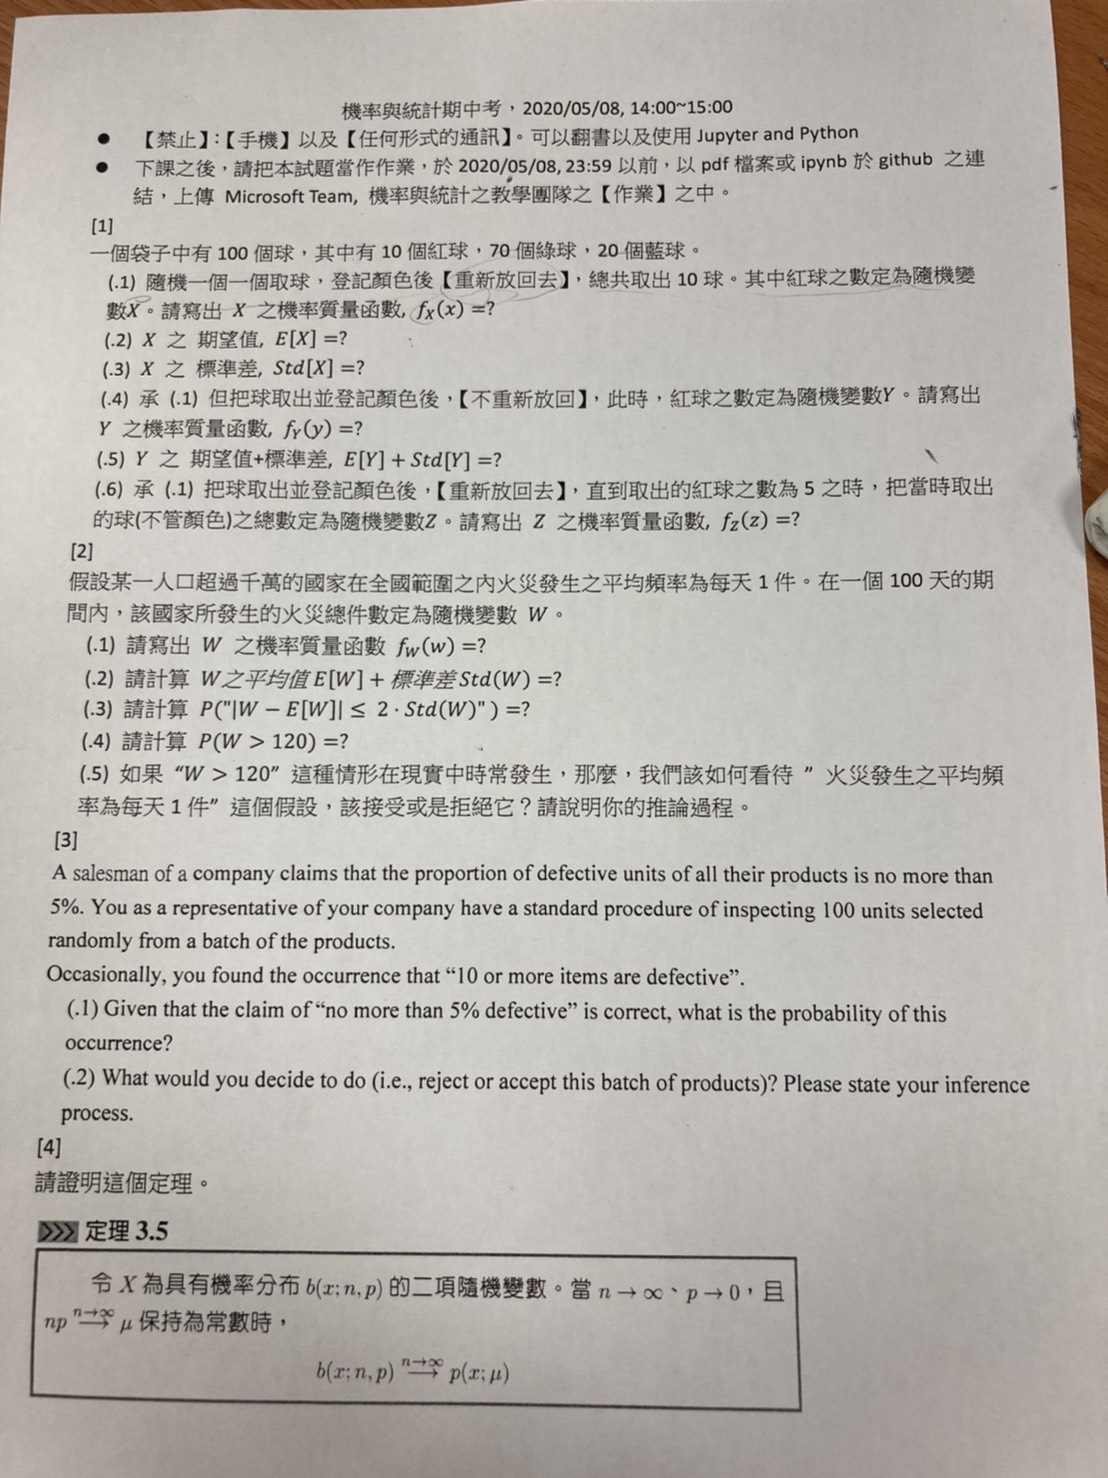 機率與統計期中考，2020/05/08, 14:00~15:00
● 【禁止】:【手機】以及【任何形式的通訊】。可以翻書以及使用 Jupyter and Python
● 下課之後，請把本試題當作作業，於 2020/05/08, 23:59 以前，以 pdf 檔案或 ipynb 於 github 之連
結，上傳 Microsoft Team, 機率與統計之教學團隊之【作業】之中。
[1]
一個袋子中有 100 個球，其中有 10 個紅球，70 個綠球，20 個藍球。
(.1) 隨機一個一個取球，登記顏色後【重新放回去】，總共取出 10 球。其中紅球之數定為隨機變
數X。請寫出 X 之機率質量函數, fX(x) =?
(.2) X 之 期望值, E[X] =?
(.3) X 之 標準差, Std[X] =?
(.4) 承 (.1) 但把球取出並登記顏色後，【不重新放回】，此時，紅球之數定為隨機變數Y。請寫出
Y 之機率質量函數, fY(y) =?
(.5) Y 之 期望值+標準差, E[Y] + Std[Y] =?
(.6) 承 (.1) 把球取出並登記顏色後，【重新放回去】，直到取出的紅球之數為 5 之時，把當時取出
的球(不管顏色)之總數定為隨機變數Z。請寫出 Z 之機率質量函數, fZ(z) =?
[2]
假設某一人口超過千萬的國家在全國範圍之內火災發生之平均頻率為每天 1 件。在一個 100 天的期
間內，該國家所發生的火災總件數定為隨機變數 W。
(.1) 請寫出 W 之機率質量函數 fW(w) =?
(.2) 請計算 W之平均值 E[W] + 標準差 Std(W) =?
(.3) 請計算 P("|W − E[W]| ≤ 2 · Std(W)" ) =?
(.4) 請計算 P(W > 120) =?
(.5) 如果 “W > 120” 這種情形在現實中時常發生，那麼，我們該如何看待 ” 火災發生之平均頻
率為每天 1 件” 這個假設，該接受或是拒絕它？請說明你的推論過程。
[3]
A salesman of a company claims that the proportion of defective units of all their products is no more than
5%. You as a representative of your company have a standard procedure of inspecting 100 units selected
randomly from a batch of the products.
Occasionally, you found the occurrence that “10 or more items are defective”.
(.1) Given that the claim of “no more than 5% defective” is correct, what is the probability of this
occurrence?
(.2) What would you decide to do (i.e., reject or accept this batch of products)? Please state your inference
process.
[4]
請證明這個定理。
>>> 定理 3.5
令 X 為具有機率分布 b(x; n, p) 的二項隨機變數。當 n → ∞、p → 0，且
np n→∞⟶ μ 保持為常數時，
b(x; n, p) n→∞⟶ p(x; μ)